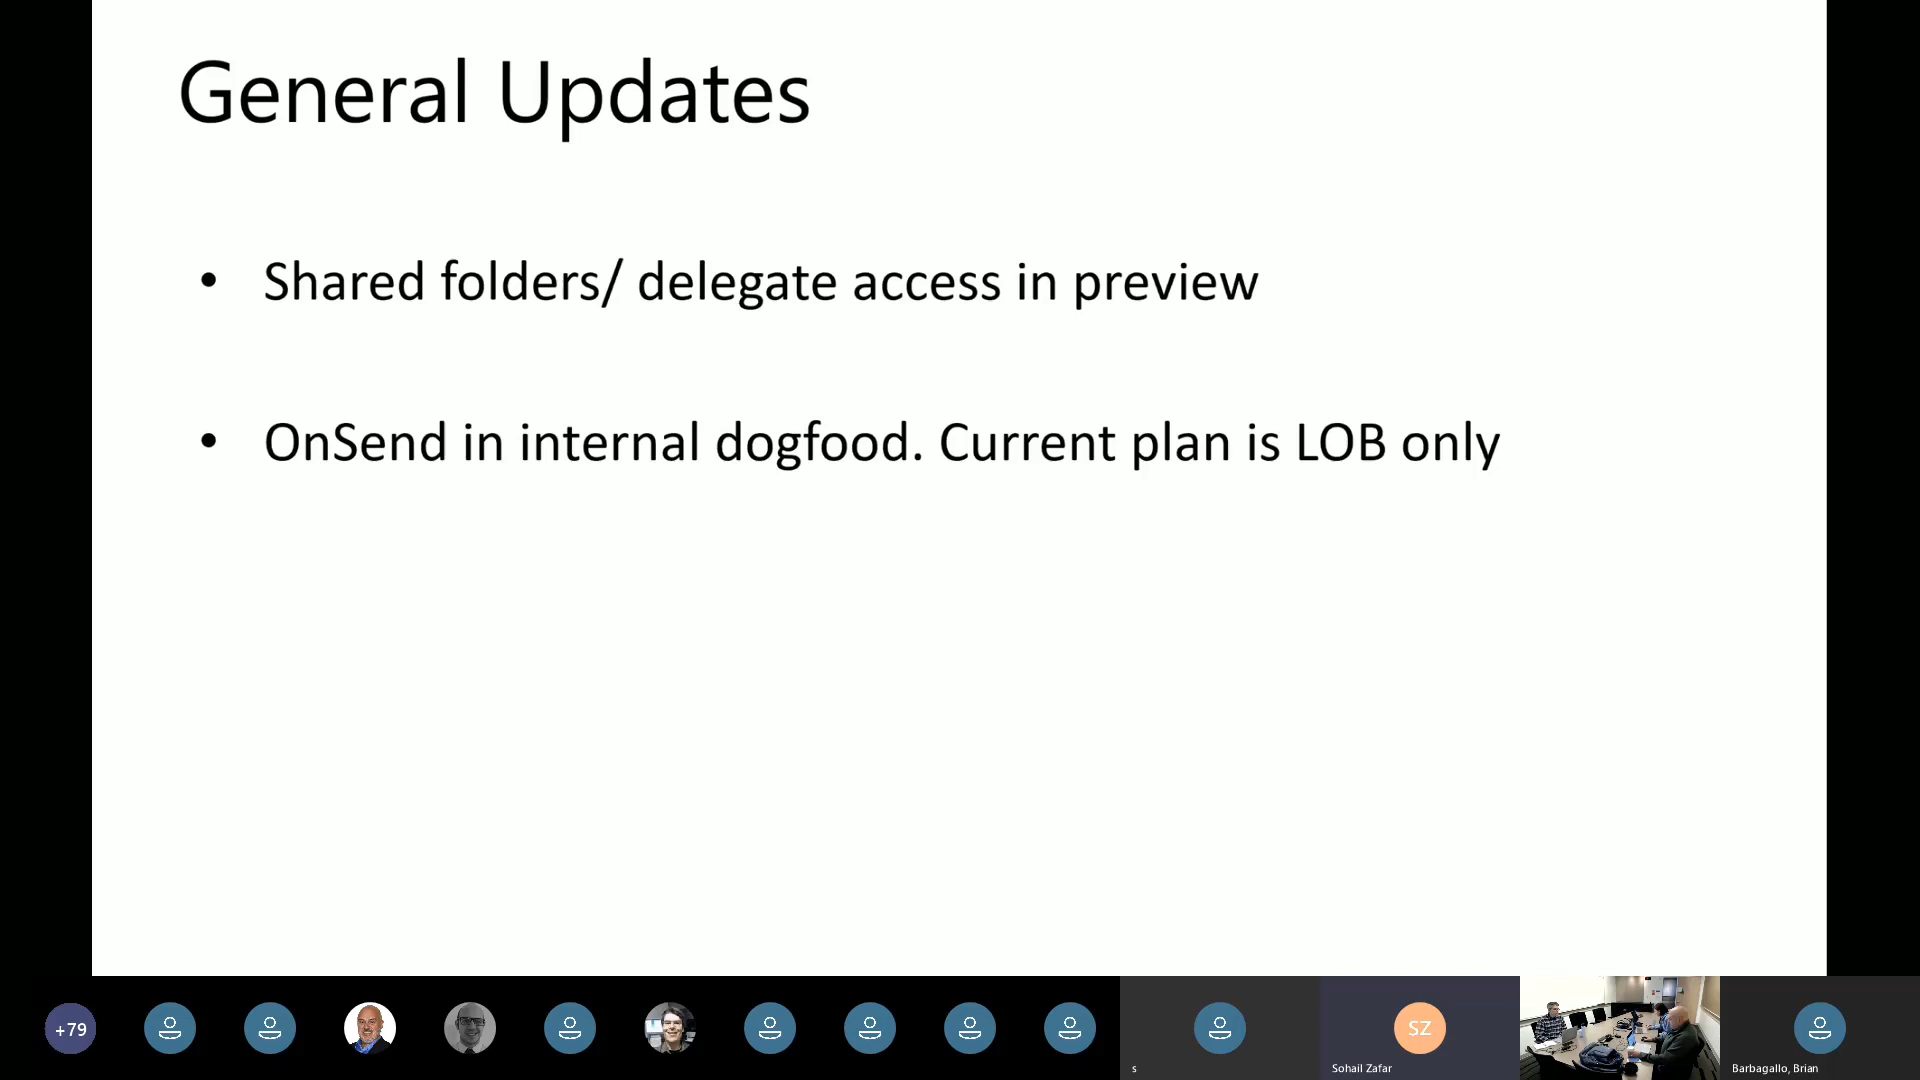 General Updates
• Shared folders/ delegate access in preview
• OnSend in internal dogfood. Current plan is LOB only
+79
SZ
s
Sohail Zafar
Barbagallo, Brian